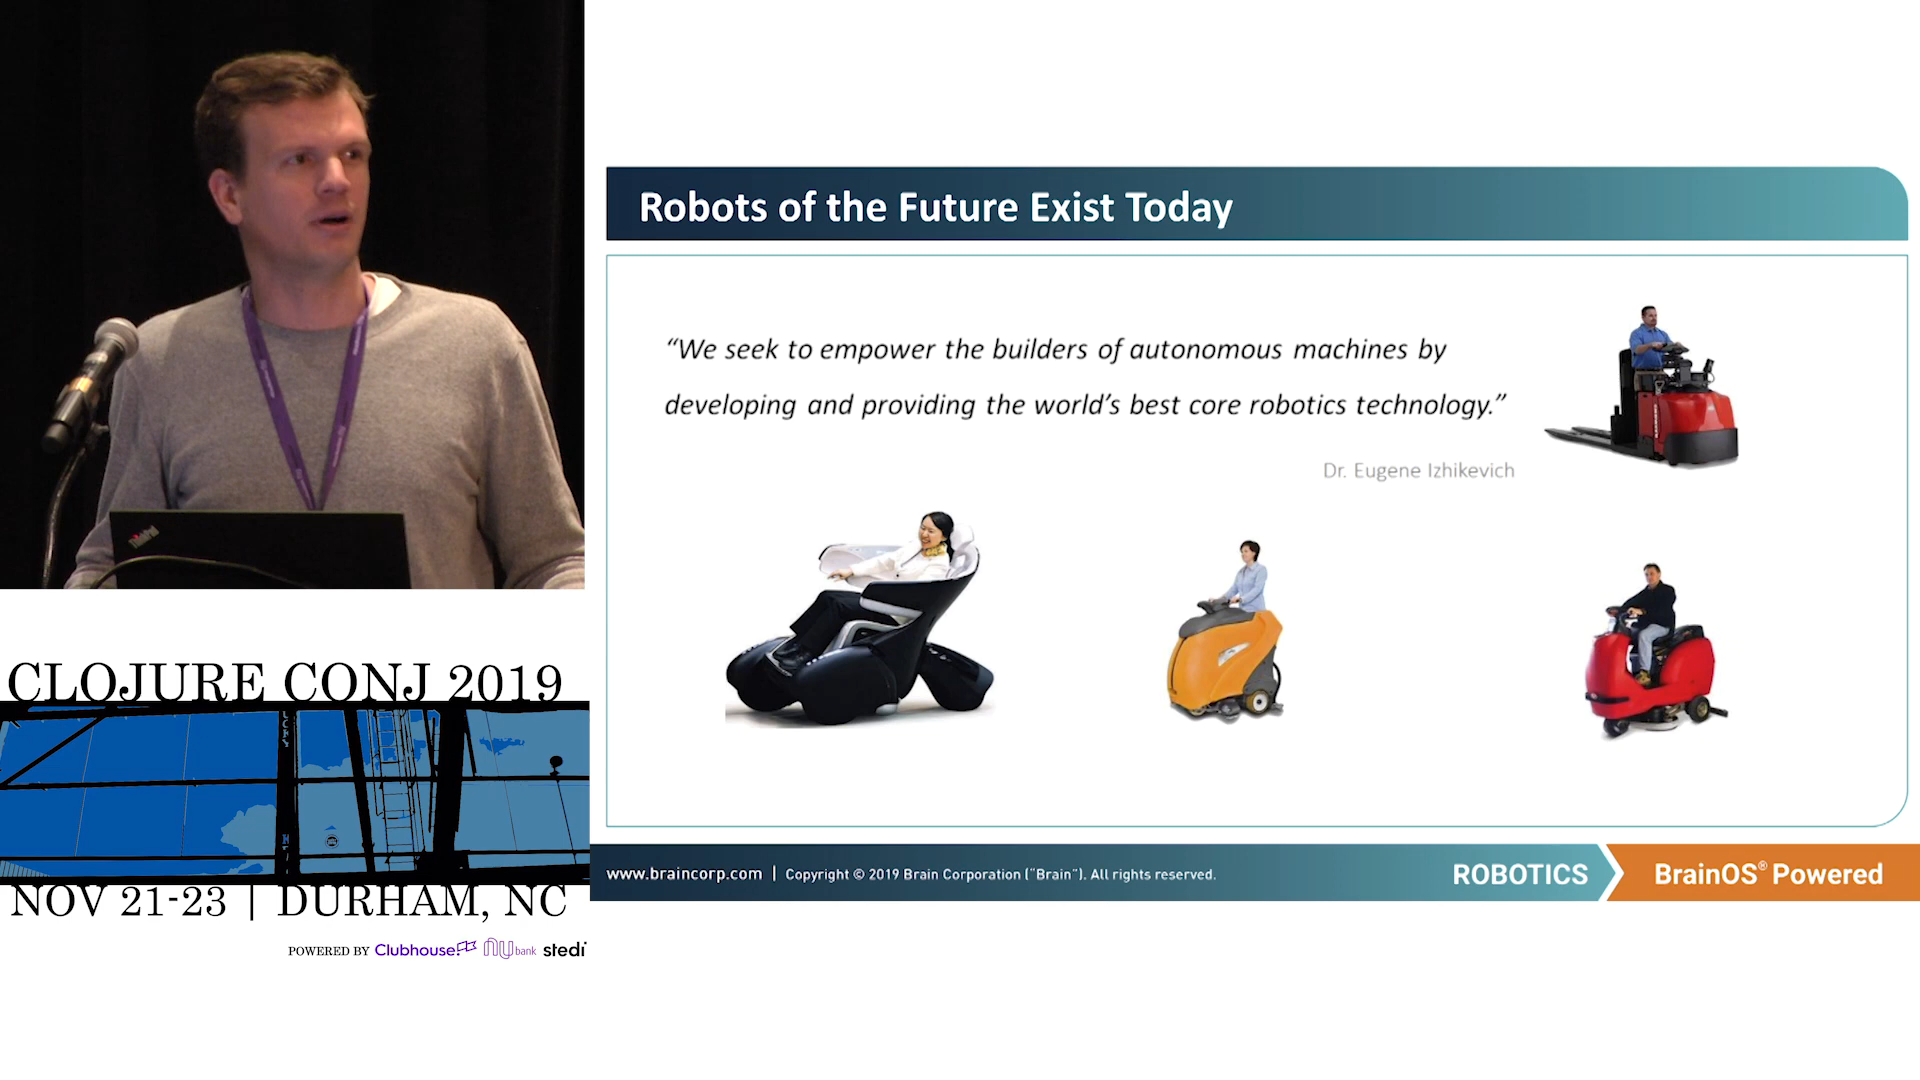 ThinkPad
CLOJURE CONJ 2019
NOV 21-23 | DURHAM, NC
POWERED BY Clubhouse nu bank stedi
Robots of the Future Exist Today
“We seek to empower the builders of autonomous machines by
developing and providing the world’s best core robotics technology.”
Dr. Eugene Izhikevich
www.braincorp.com | Copyright © 2019 Brain Corporation (“Brain”). All rights reserved.
ROBOTICS
BrainOS® Powered